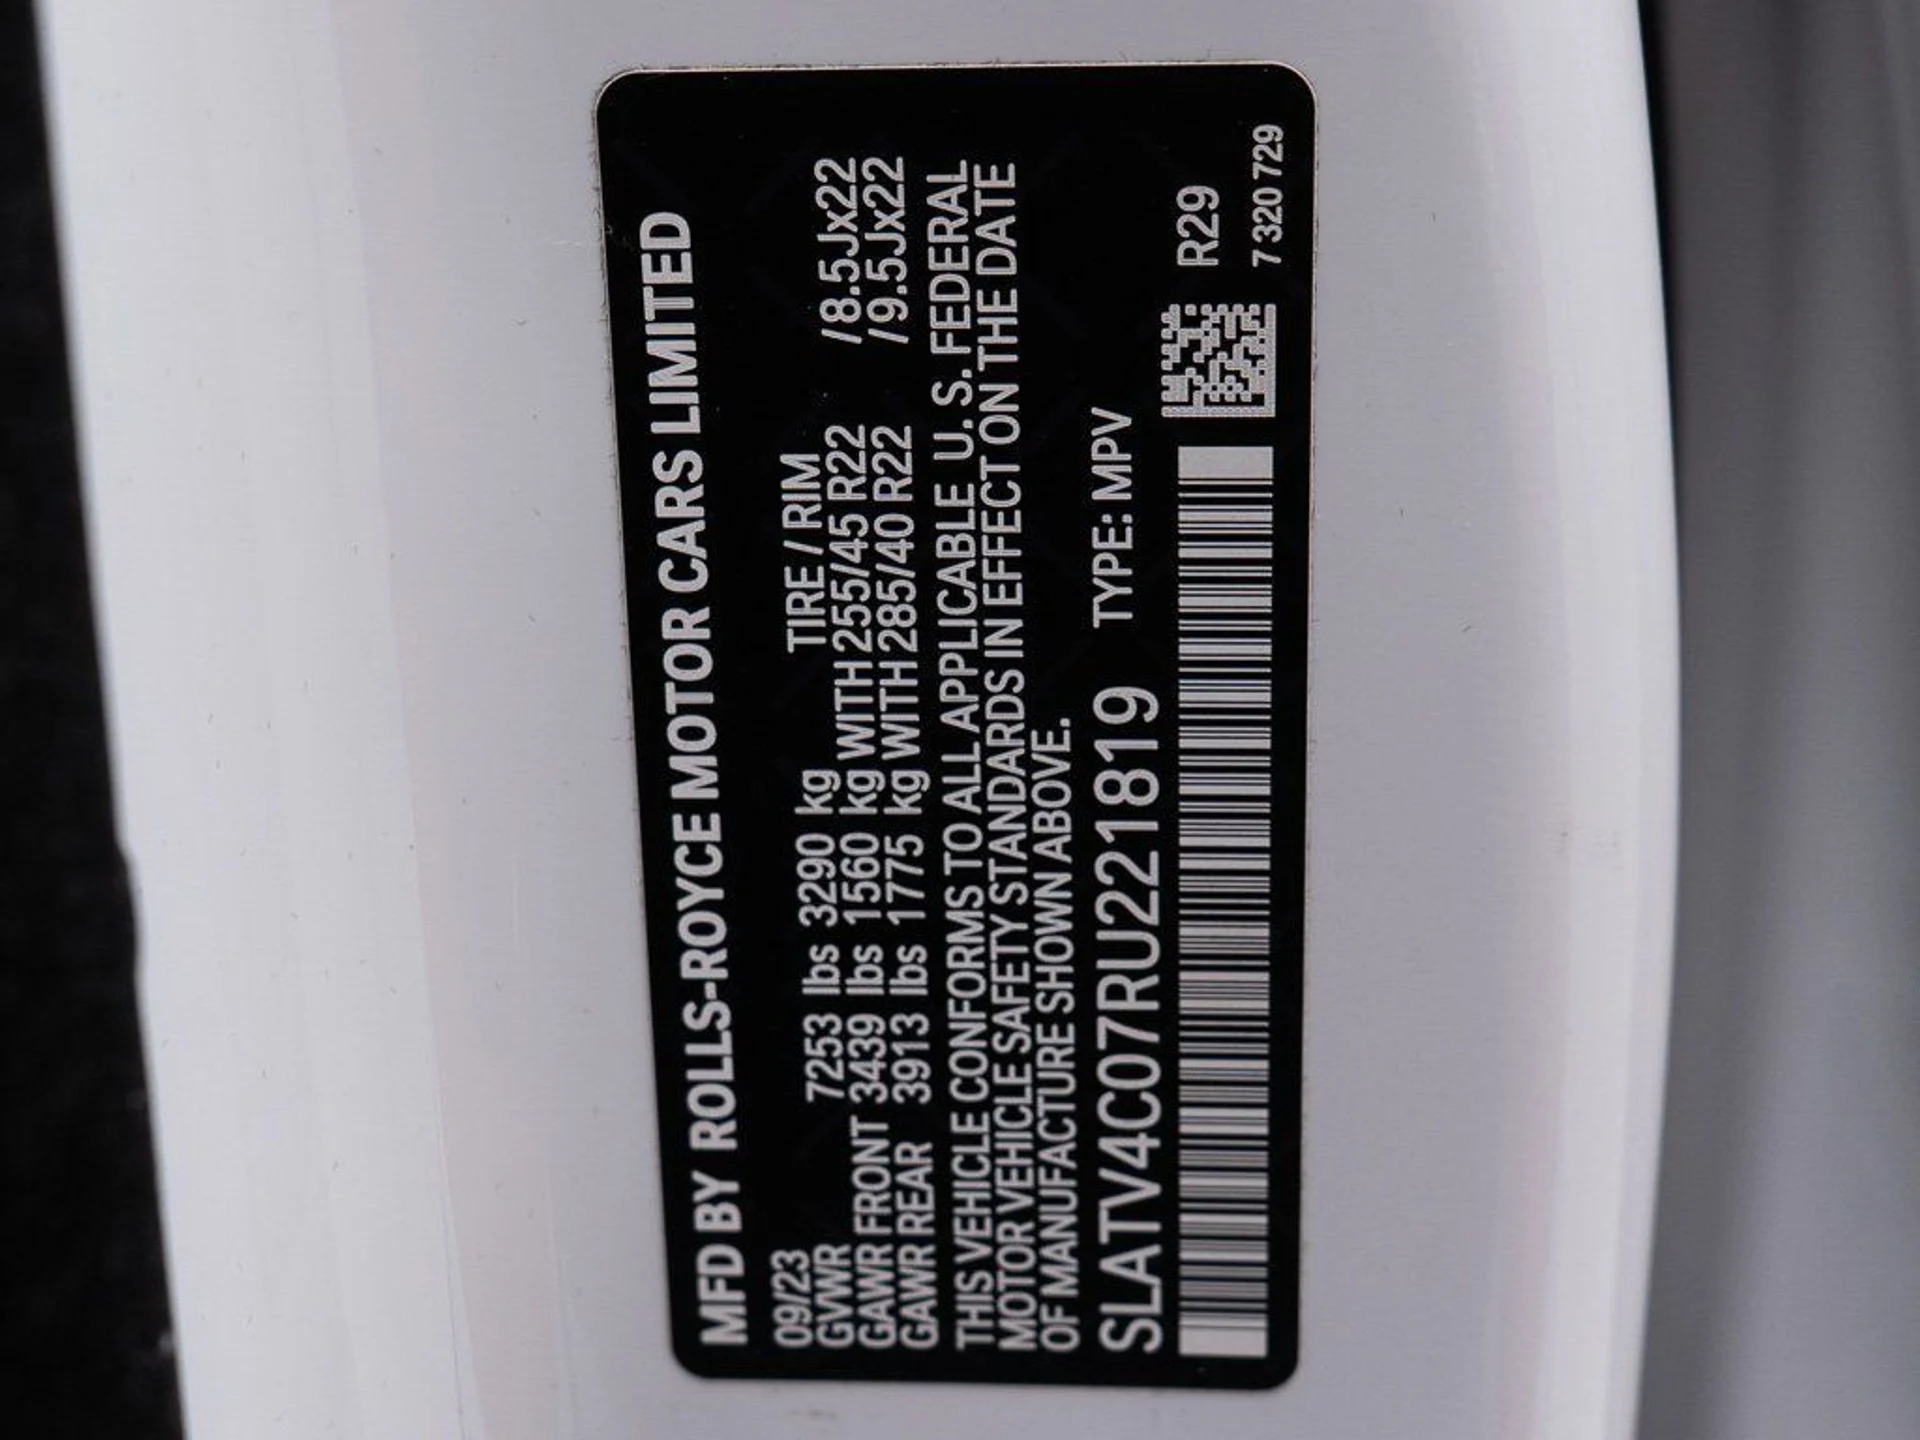 MFD BY ROLLS-ROYCE MOTOR CARS LIMITED
09/23 TIRE / RIM
GVWR 7253 lbs 3290 kg
GAWR FRONT 3439 lbs 1560 kg WITH 255/45 R22 /8.5Jx22
GAWR REAR 3913 lbs 1775 kg WITH 285/40 R22 /9.5Jx22
THIS VEHICLE CONFORMS TO ALL APPLICABLE U. S. FEDERAL
MOTOR VEHICLE SAFETY STANDARDS IN EFFECT ON THE DATE
OF MANUFACTURE SHOWN ABOVE.
SLATV4C07RU221819 TYPE: MPV
R29
7 320 729